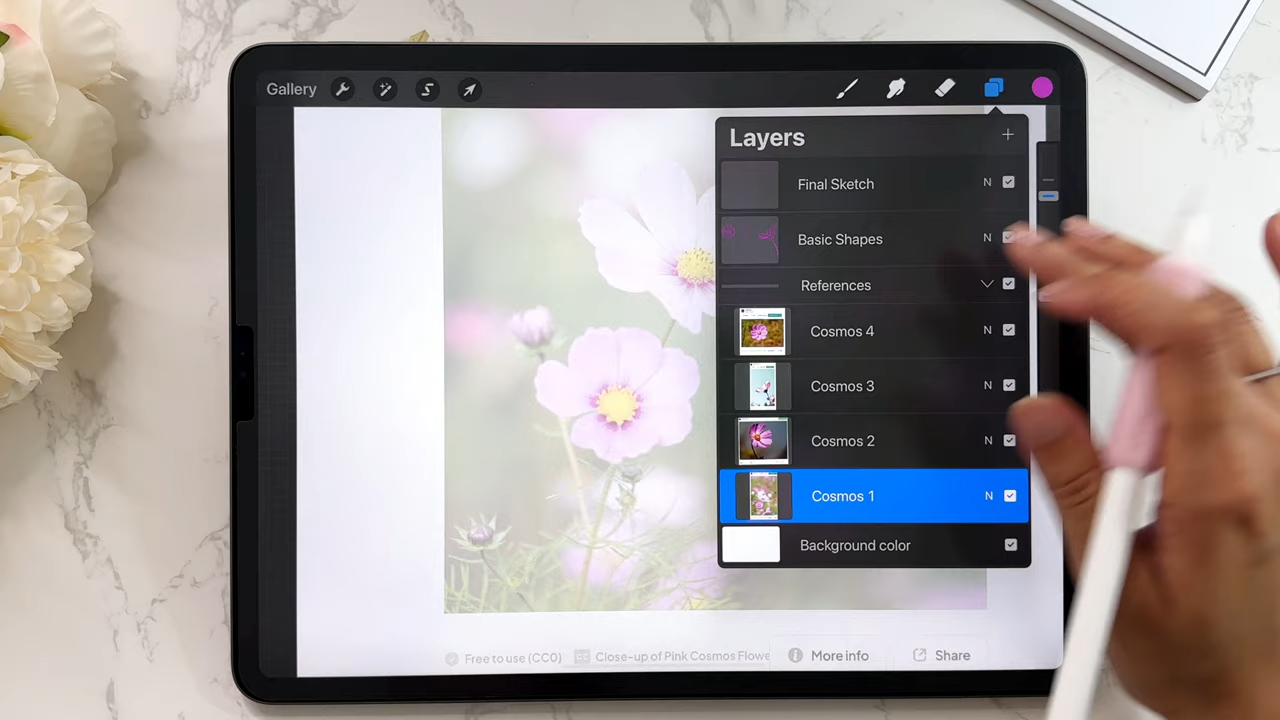 Gallery
Layers
Final Sketch N
Basic Shapes N
References
Cosmos 4 N
Cosmos 3 N
Cosmos 2 N
Cosmos 1 N
Background color
Free to use (CC0) CC Close-up of Pink Cosmos Flowe More info Share